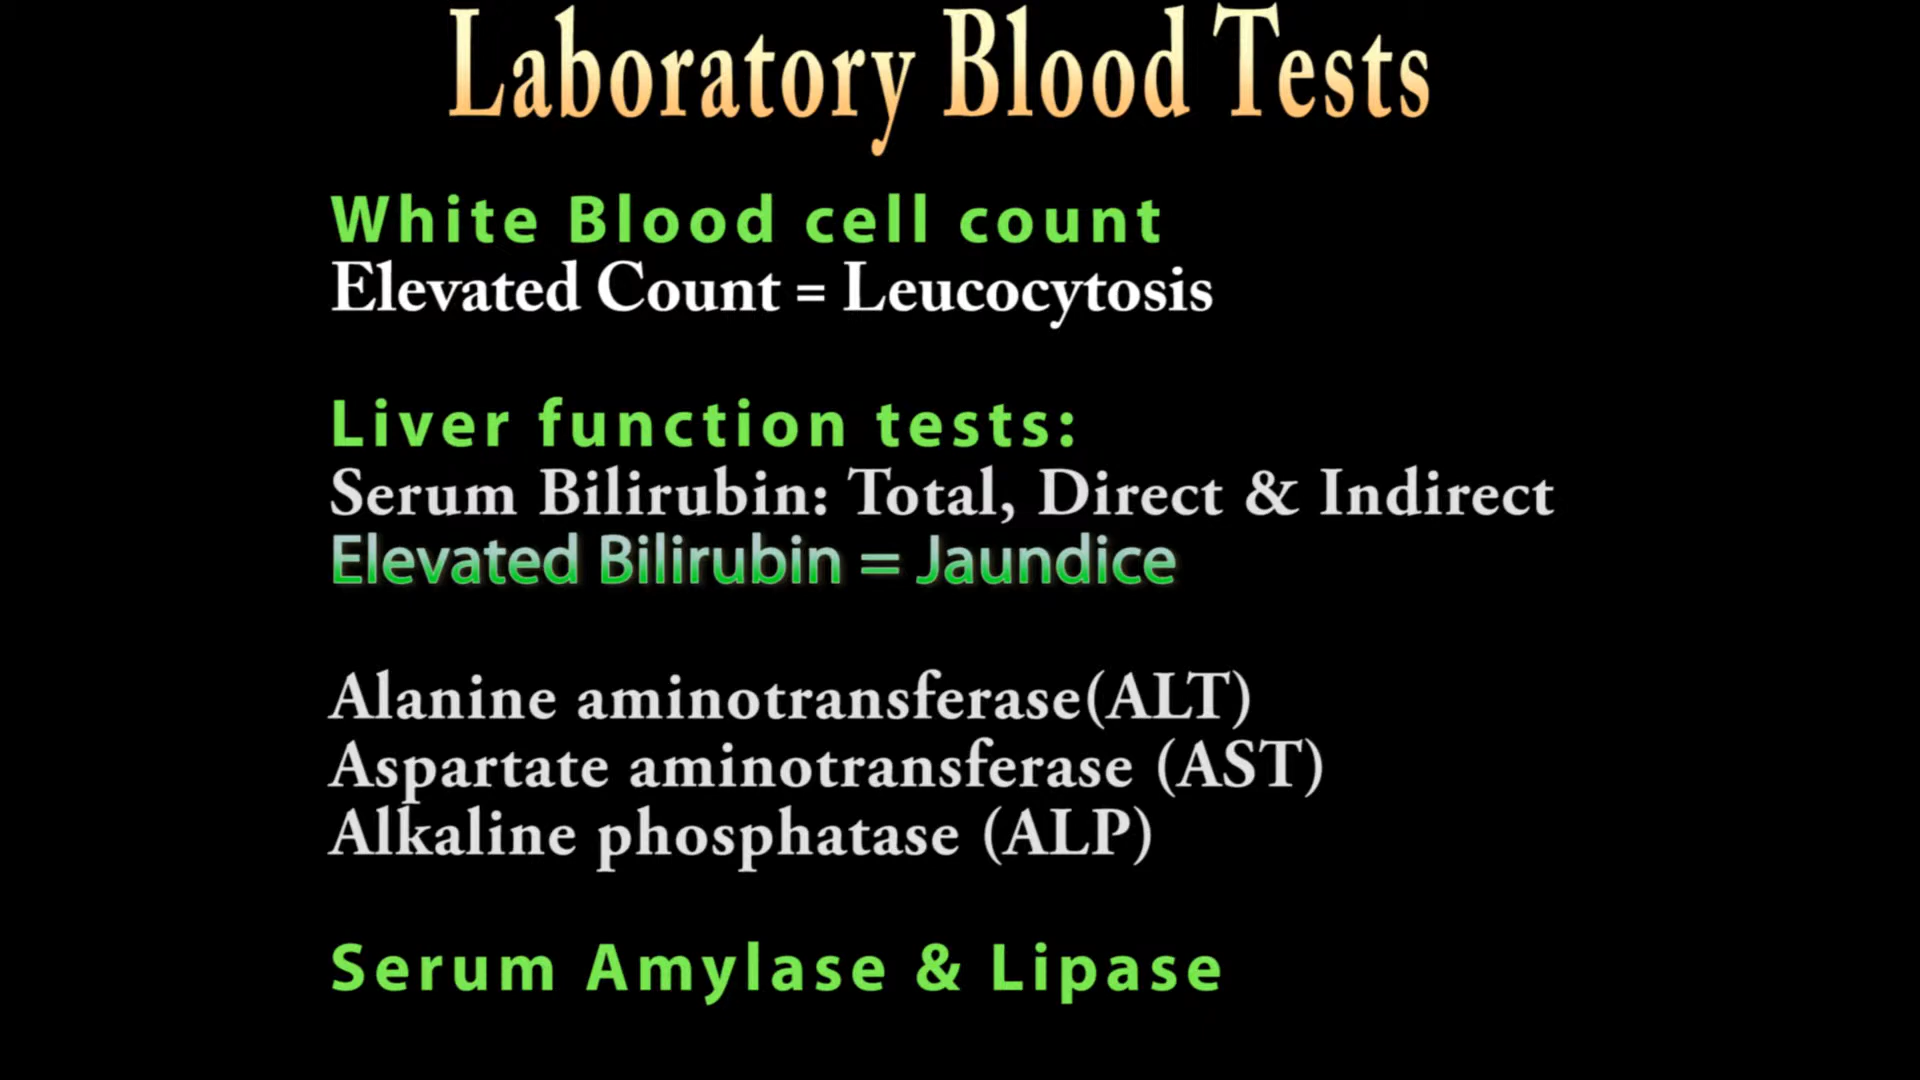 Laboratory Blood Tests
White Blood cell count
Elevated Count = Leucocytosis
Liver function tests:
Serum Bilirubin: Total, Direct & Indirect
Elevated Bilirubin = Jaundice
Alanine aminotransferase(ALT)
Aspartate aminotransferase (AST)
Alkaline phosphatase (ALP)
Serum Amylase & Lipase